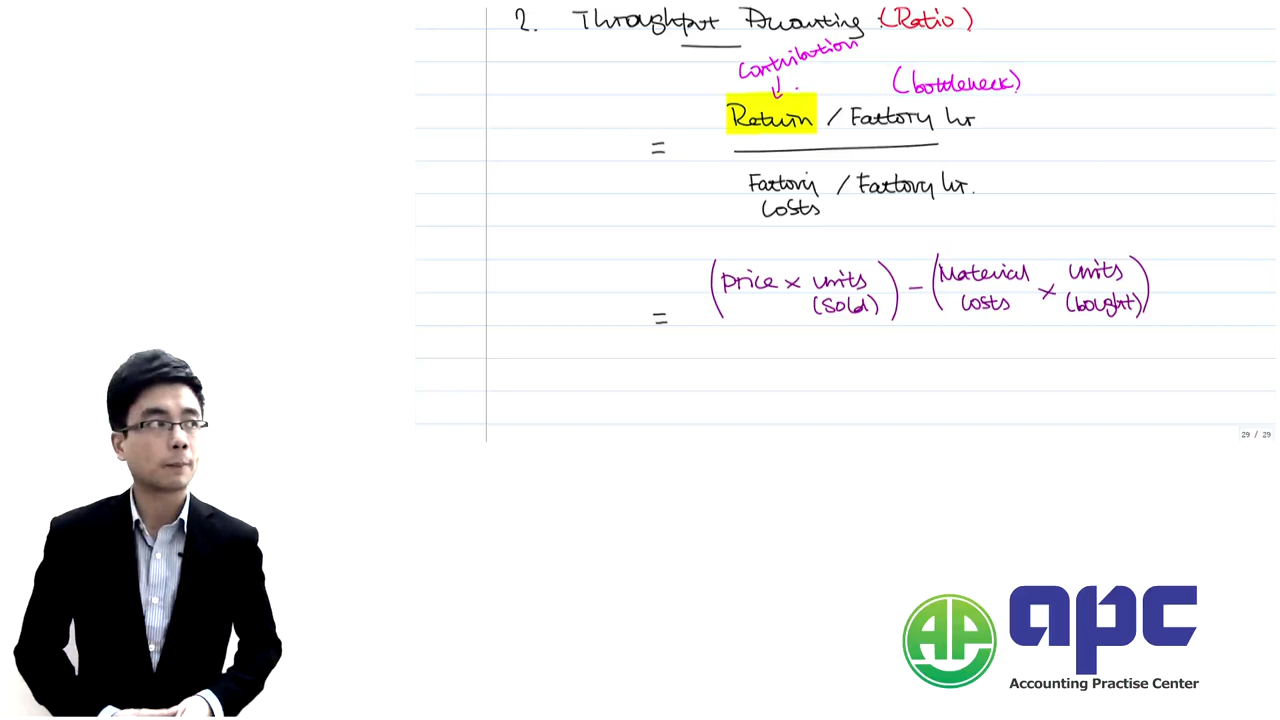 2. Throughput Accounting (Ratio)
Contribution
(bottleneck)
Return / Factory hr
=
Factory / Factory hr.
Costs
(Price × units (sold)) − (Material costs × units (bought))
=
29 / 29
AP
apc
Accounting Practise Center